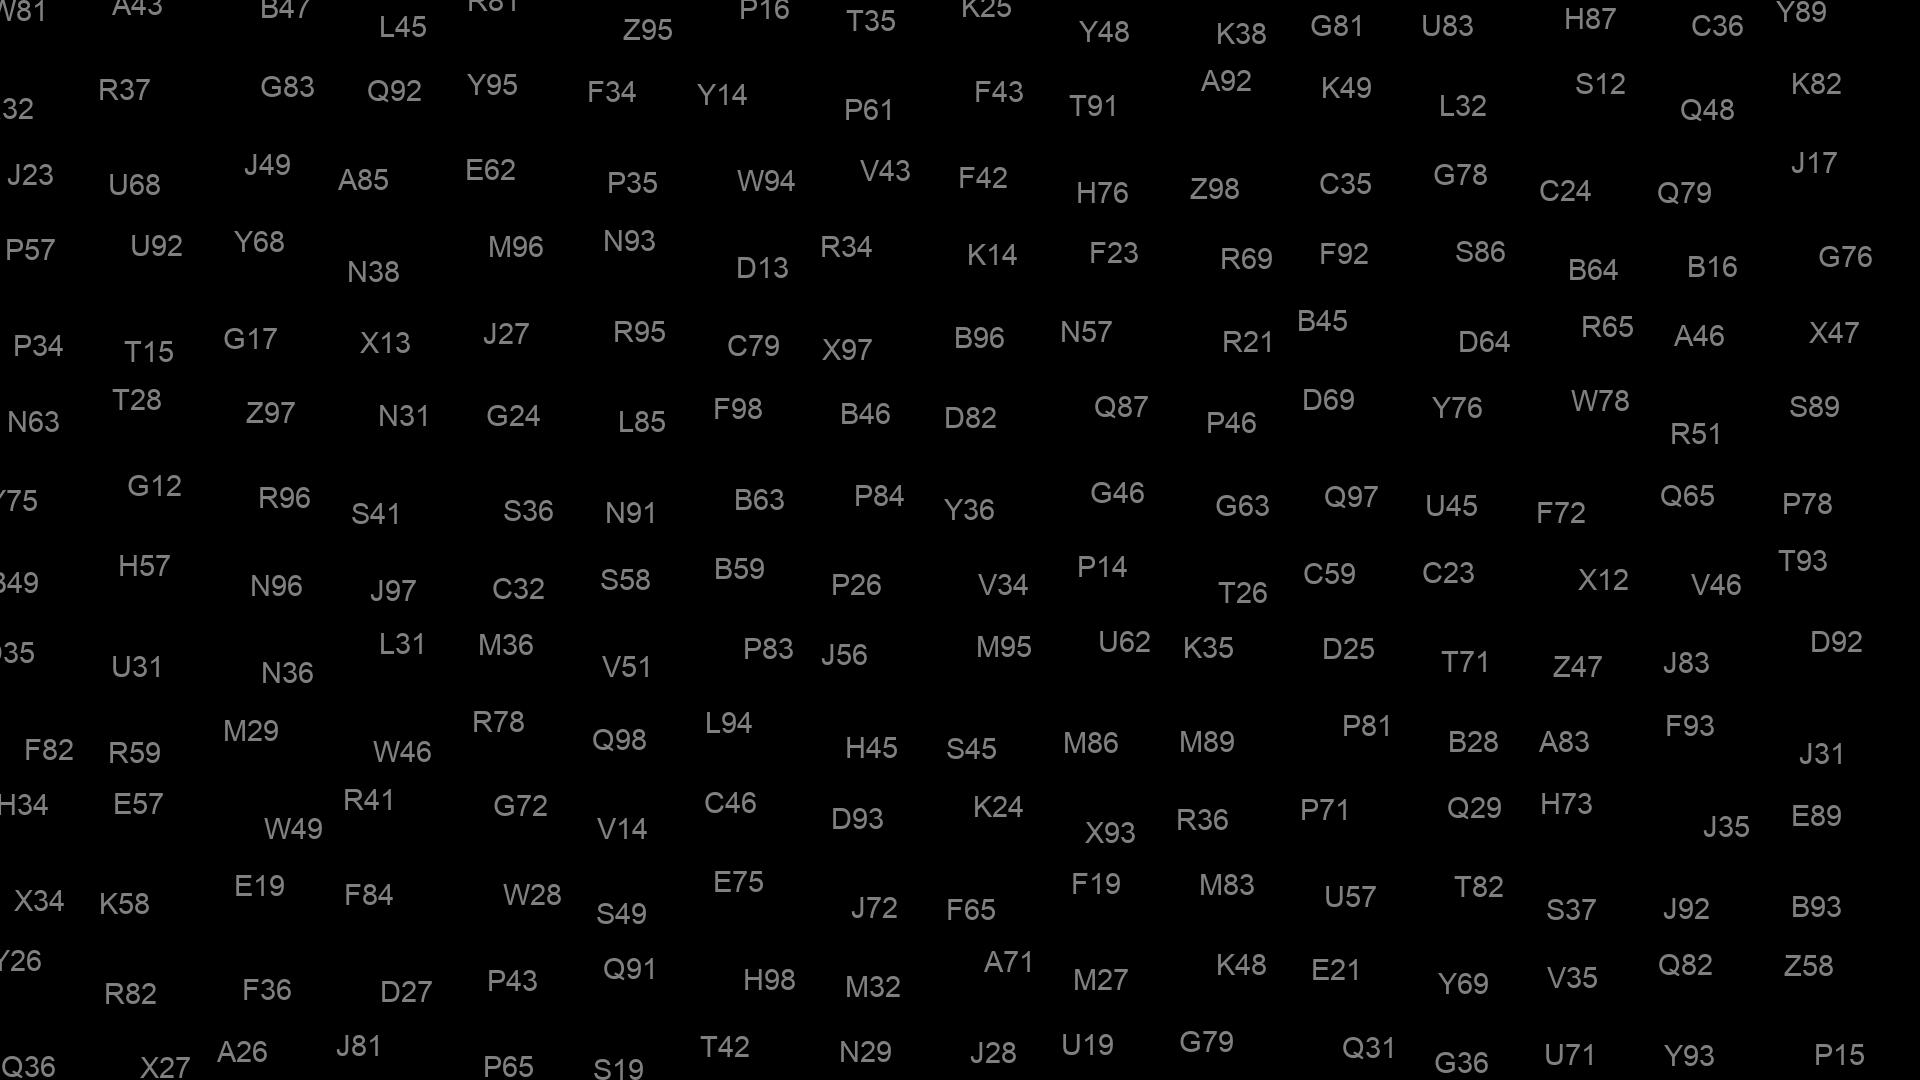 W81 A43 B47 L45 R81 Z95 P16 T35 K25 Y48 K38 G81 U83 H87 C36 Y89
32 R37 G83 Q92 Y95 F34 Y14 P61 F43 T91 A92 K49 L32 S12 Q48 K82
J23 U68 J49 A85 E62 P35 W94 V43 F42 H76 Z98 C35 G78 C24 Q79 J17
P57 U92 Y68 N38 M96 N93 D13 R34 K14 F23 R69 F92 S86 B64 B16 G76
P34 T15 G17 X13 J27 R95 C79 X97 B96 N57 R21 B45 D64 R65 A46 X47
N63 T28 Z97 N31 G24 L85 F98 B46 D82 Q87 P46 D69 Y76 W78 R51 S89
Y75 G12 R96 S41 S36 N91 B63 P84 Y36 G46 G63 Q97 U45 F72 Q65 P78
B49 H57 N96 J97 C32 S58 B59 P26 V34 P14 T26 C59 C23 X12 V46 T93
35 U31 N36 L31 M36 V51 P83 J56 M95 U62 K35 D25 T71 Z47 J83 D92
F82 R59 M29 W46 R78 Q98 L94 H45 S45 M86 M89 P81 B28 A83 F93 J31
H34 E57 W49 R41 G72 V14 C46 D93 K24 X93 R36 P71 Q29 H73 J35 E89
X34 K58 E19 F84 W28 S49 E75 J72 F65 F19 M83 U57 T82 S37 J92 B93
Y26 R82 F36 D27 P43 Q91 H98 M32 A71 M27 K48 E21 Y69 V35 Q82 Z58
Q36 X27 A26 J81 P65 S19 T42 N29 J28 U19 G79 Q31 G36 U71 Y93 P15